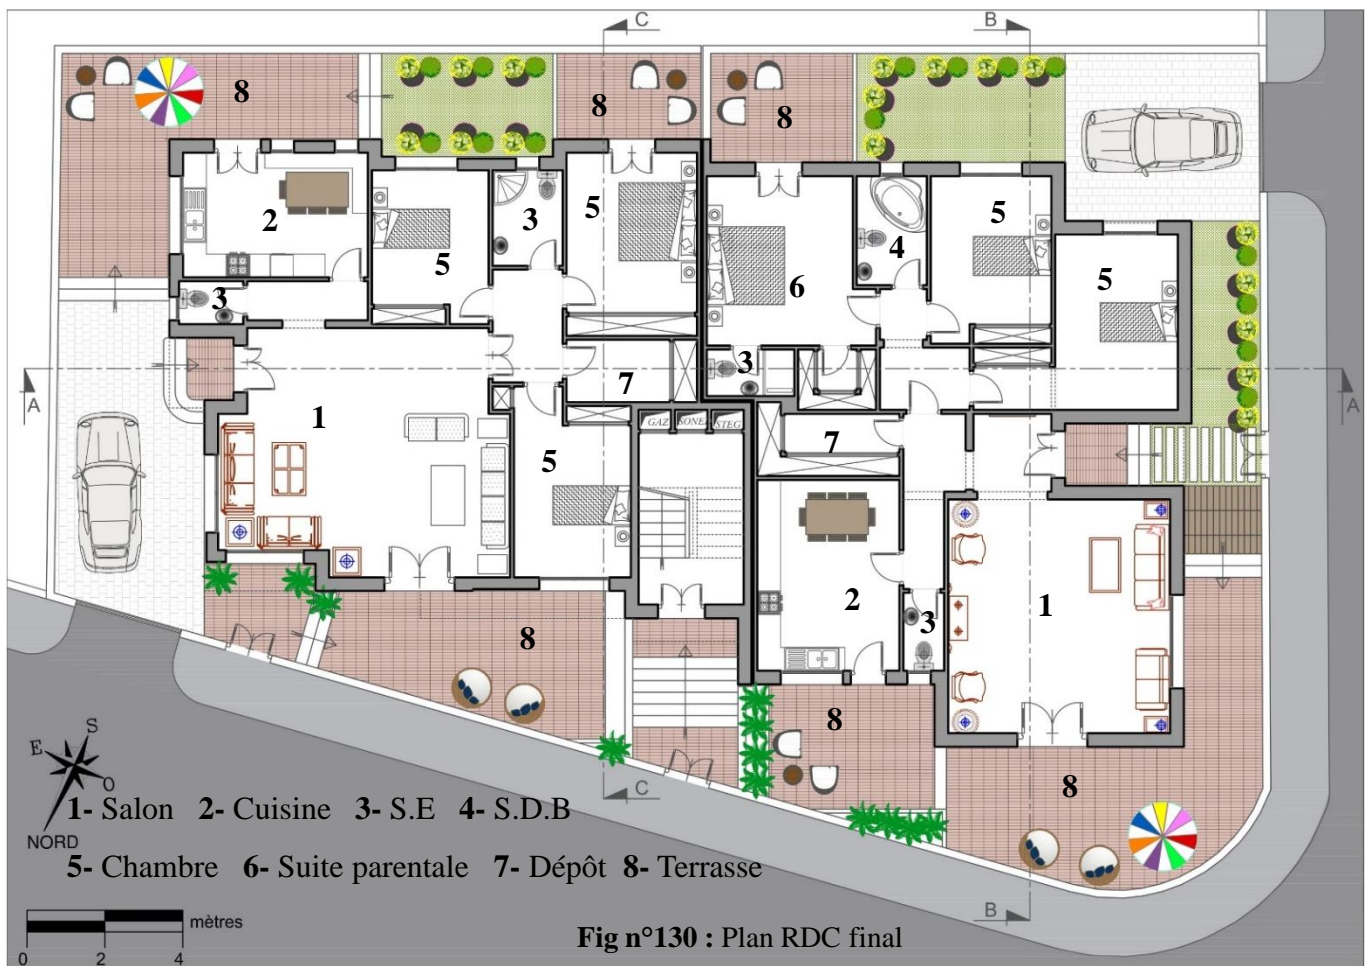 C B
8 8 8
2 5 3 5 6 4 5 5
3
A A
1 7 3
5 GAZ SONE STEG 7
8 2 3 1
8 8
S
E
O
NORD
C
B
1- Salon 2- Cuisine 3- S.E 4- S.D.B
5- Chambre 6- Suite parentale 7- Dépôt 8- Terrasse
mètres
0 2 4
Fig n°130 : Plan RDC final